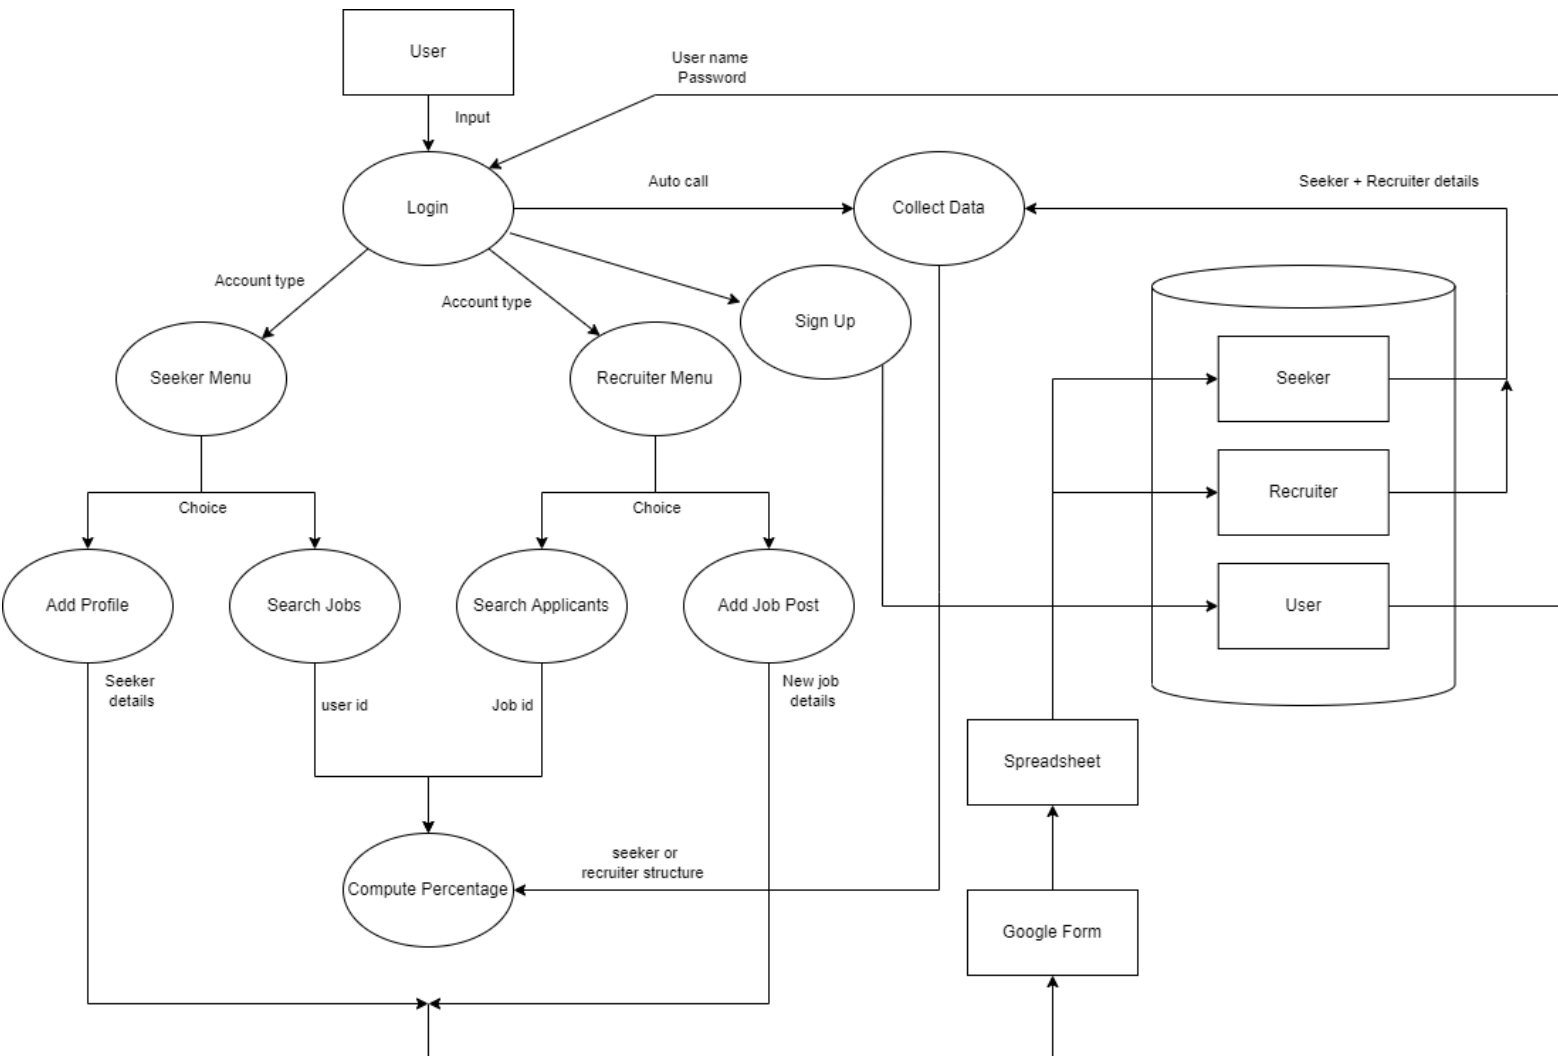 User
User name
Password
Input
Login
Auto call
Collect Data
Seeker + Recruiter details
Account type
Account type
Sign Up
Seeker Menu
Recruiter Menu
Seeker
Choice
Choice
Recruiter
Add Profile
Search Jobs
Search Applicants
Add Job Post
User
Seeker
details
user id
Job id
New job
details
Spreadsheet
seeker or
recruiter structure
Compute Percentage
Google Form